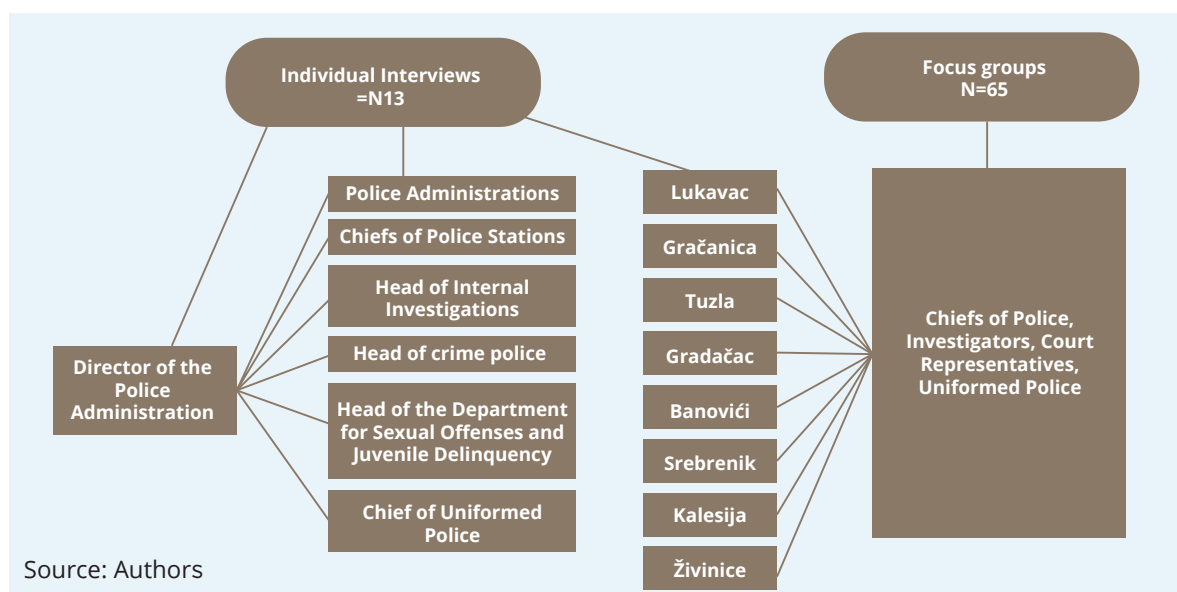 Individual Interviews
=N13
Focus groups
N=65
Director of the
Police
Administration
Police Administrations
Chiefs of Police Stations
Head of Internal
Investigations
Head of crime police
Head of the Department
for Sexual Offenses and
Juvenile Delinquency
Chief of Uniformed
Police
Lukavac
Gračanica
Tuzla
Gradačac
Banovići
Srebrenik
Kalesija
Živinice
Chiefs of Police,
Investigators, Court
Representatives,
Uniformed Police
Source: Authors